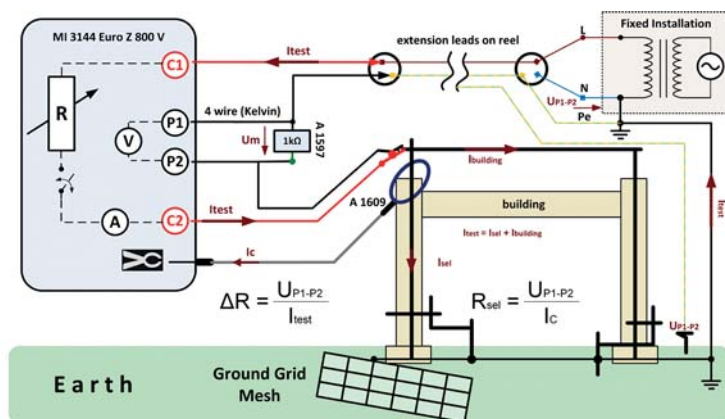 MI 3144 Euro Z 800 V
C1
Itest
extension leads on reel
L
Fixed Installation
R
N
UP1-P2
Pe
P1
4 wire (Kelvin)
V
Um
1kΩ
A 1597
P2
Ibuilding
A
C2
Itest
A 1609
building
Itest = Isel + Ibuilding
Itest
Ic
Isel
ΔR = UP1-P2 / Itest
Rsel = UP1-P2 / IC
UP1-P2
Earth
Ground Grid
Mesh